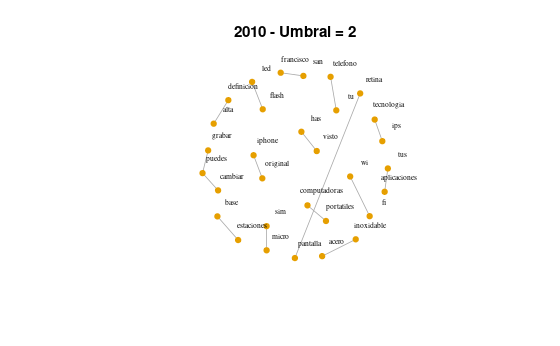 2010 - Umbral = 2
francisco
san
telefono
led
retina
definicion
flash
tu
alta
tecnologia
has
ips
grabar
iphone
visto
puedes
original
wi
tus
cambiar
aplicaciones
computadoras
base
sim
portatiles
fi
estaciones
micro
inoxidable
pantalla
acero